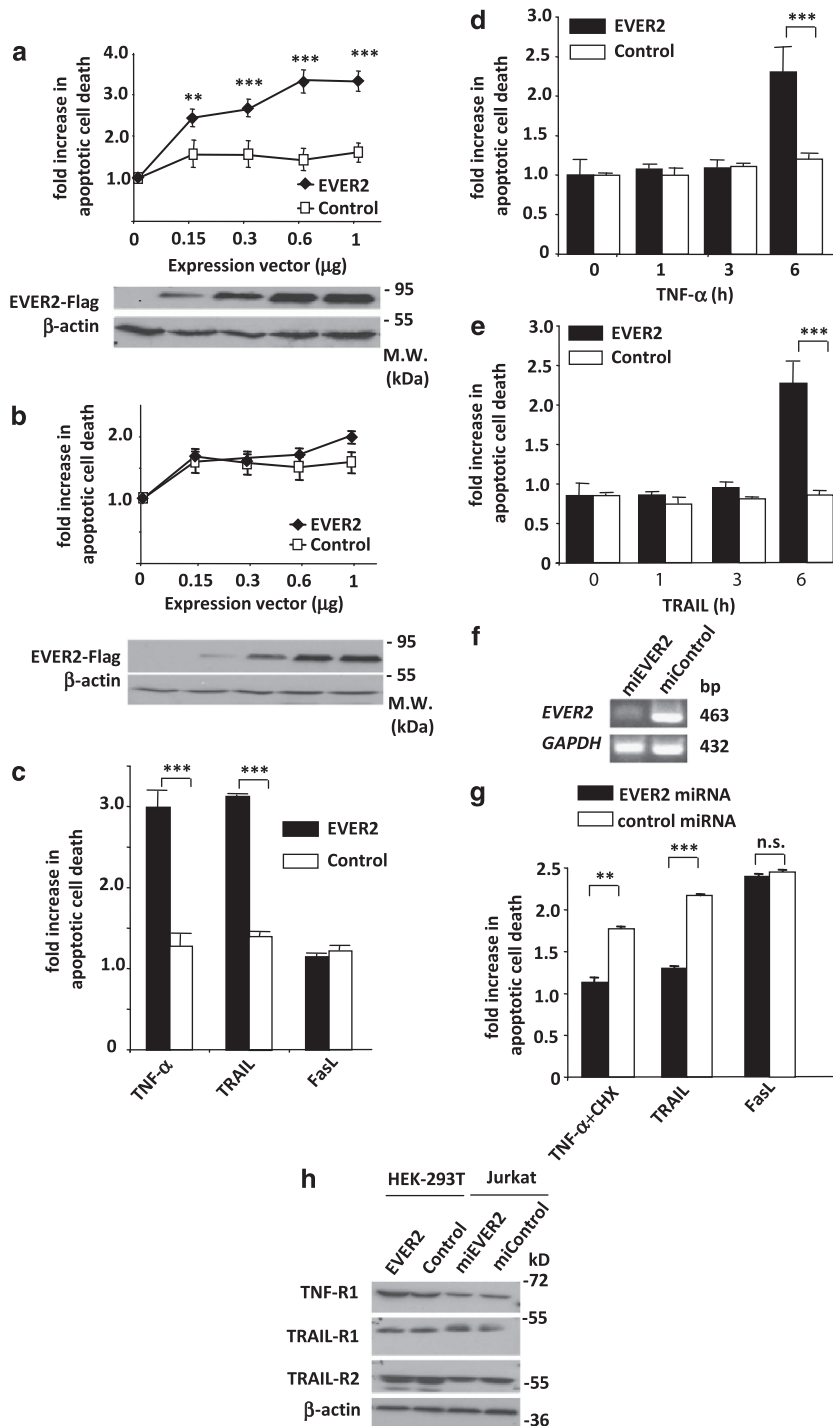 a
fold increase in
apoptotic cell death
4.0
3.0
2.0
1.0
** *** *** ***
EVER2
Control
0 0.15 0.3 0.6 1
Expression vector (µg)
EVER2-Flag
β-actin
- 95
- 55
M.W.
(kDa)
b
fold increase in
apoptotic cell death
2.0
1.0
EVER2
Control
0 0.15 0.3 0.6 1
Expression vector (µg)
EVER2-Flag
β-actin
- 95
- 55
M.W.
(kDa)
c
fold increase in
apoptotic cell death
3.0
2.0
1.0
0
*** ***
EVER2
Control
TNF-α TRAIL FasL
d
fold increase in
apoptotic cell death
3.0
2.5
2.0
1.5
1.0
0.5
0
EVER2
Control
***
0 1 3 6
TNF-α (h)
e
fold increase in
apoptotic cell death
3.0
2.5
2.0
1.5
1.0
0.5
0
EVER2
Control
***
0 1 3 6
TRAIL (h)
f
miEVER2 miControl
bp
EVER2 463
GAPDH 432
g
EVER2 miRNA
control miRNA
fold increase in
apoptotic cell death
2.5
2.0
1.5
1.0
0.5
0
** *** n.s.
TNF-α+CHX TRAIL FasL
h
HEK-293T Jurkat
EVER2 Control miEVER2 miControl
kD
TNF-R1
TRAIL-R1
TRAIL-R2
β-actin
-72
-55
-55
-36